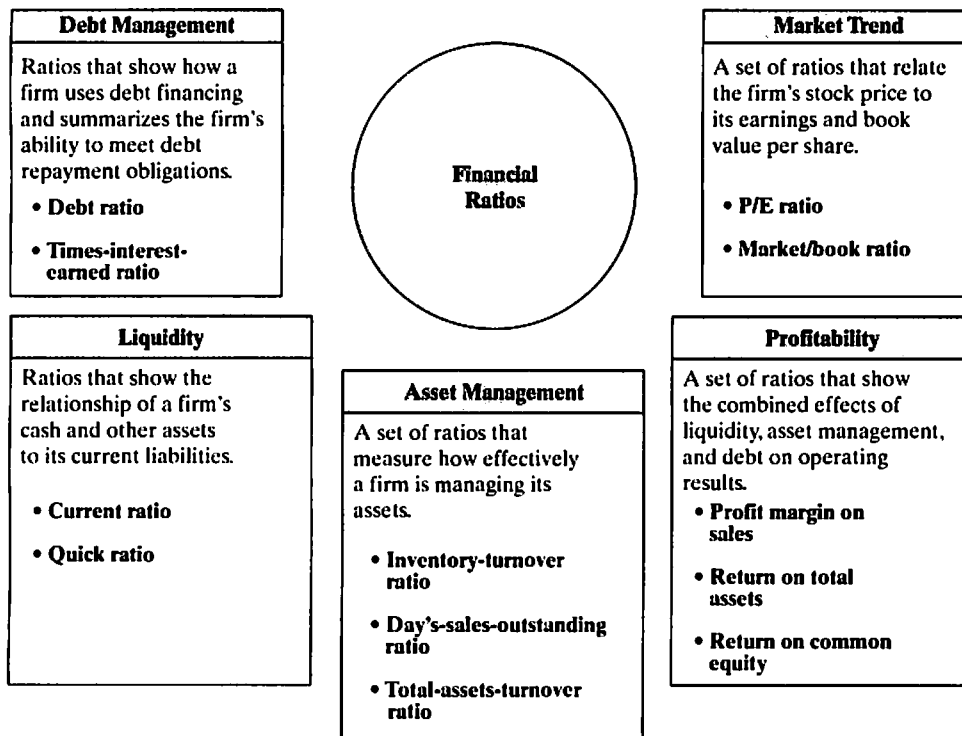 Debt Management
Ratios that show how a
firm uses debt financing
and summarizes the firm's
ability to meet debt
repayment obligations.
• Debt ratio
• Times-interest-
earned ratio
Financial
Ratios
Market Trend
A set of ratios that relate
the firm's stock price to
its earnings and book
value per share.
• P/E ratio
• Market/book ratio
Liquidity
Ratios that show the
relationship of a firm's
cash and other assets
to its current liabilities.
• Current ratio
• Quick ratio
Asset Management
A set of ratios that
measure how effectively
a firm is managing its
assets.
• Inventory-turnover
ratio
• Day's-sales-outstanding
ratio
• Total-assets-turnover
ratio
Profitability
A set of ratios that show
the combined effects of
liquidity, asset management,
and debt on operating
results.
• Profit margin on
sales
• Return on total
assets
• Return on common
equity